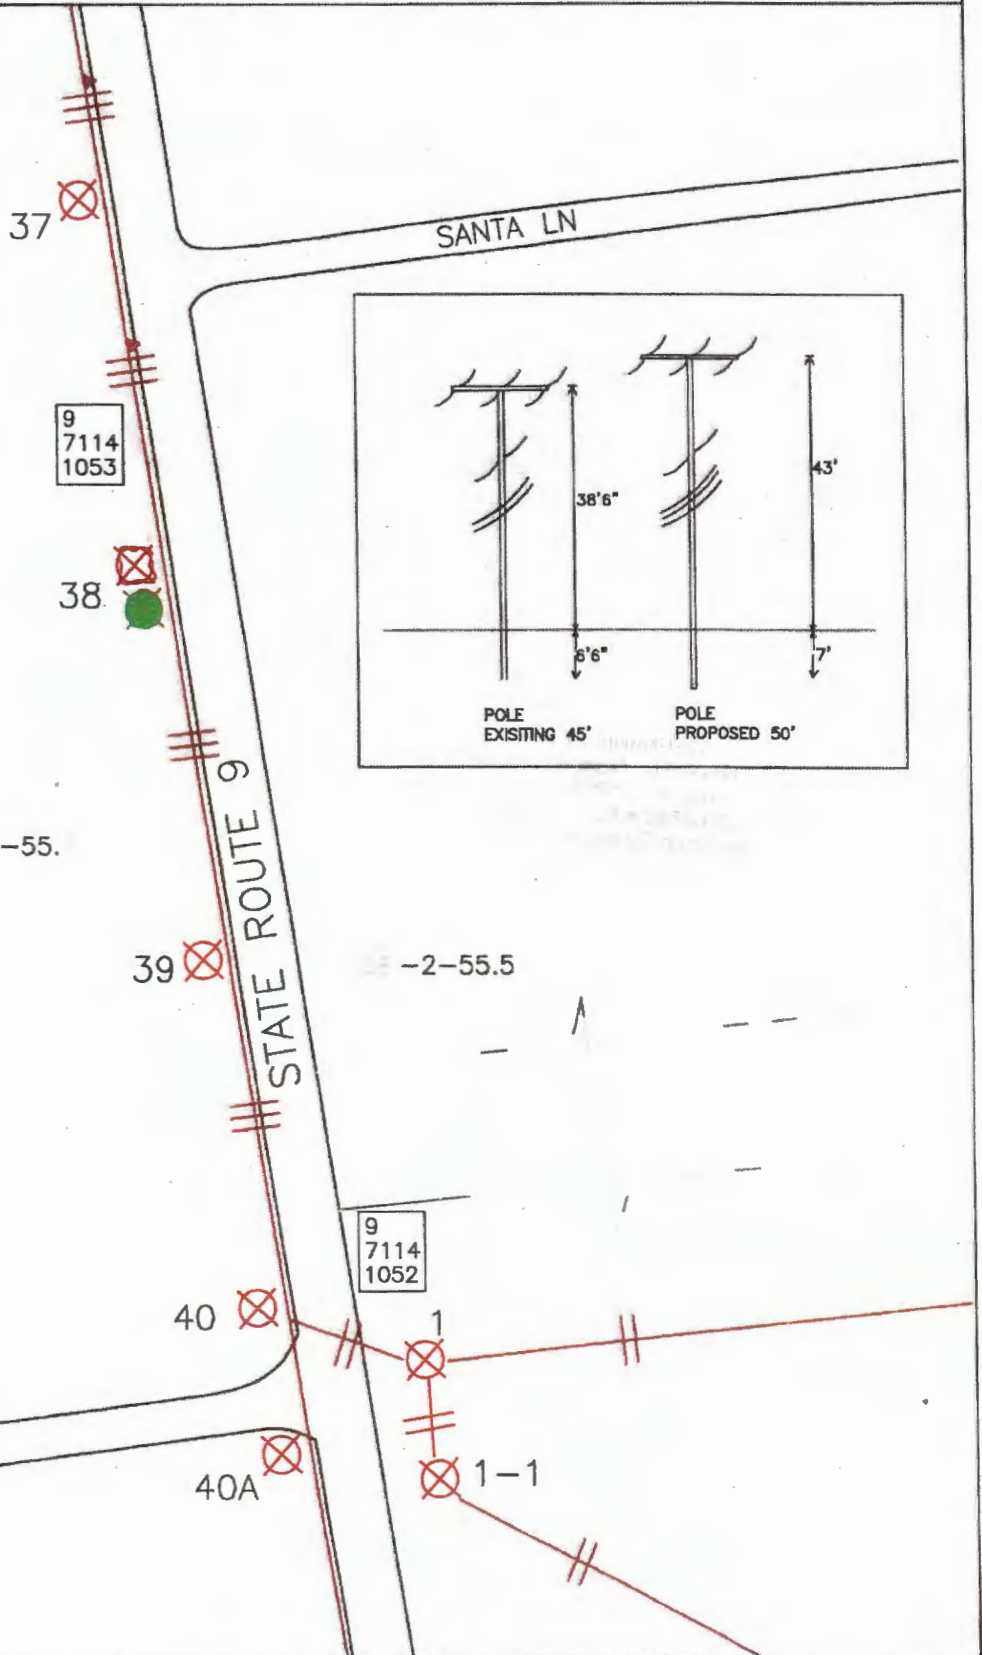 37
SANTA LN
9
7114
1053
38
38'6"
43'
6'6"
7'
POLE
EXISITING 45'
POLE
PROPOSED 50'
STATE ROUTE 9
-55.
39
-2-55.5
9
7114
1052
40
1
40A
1-1